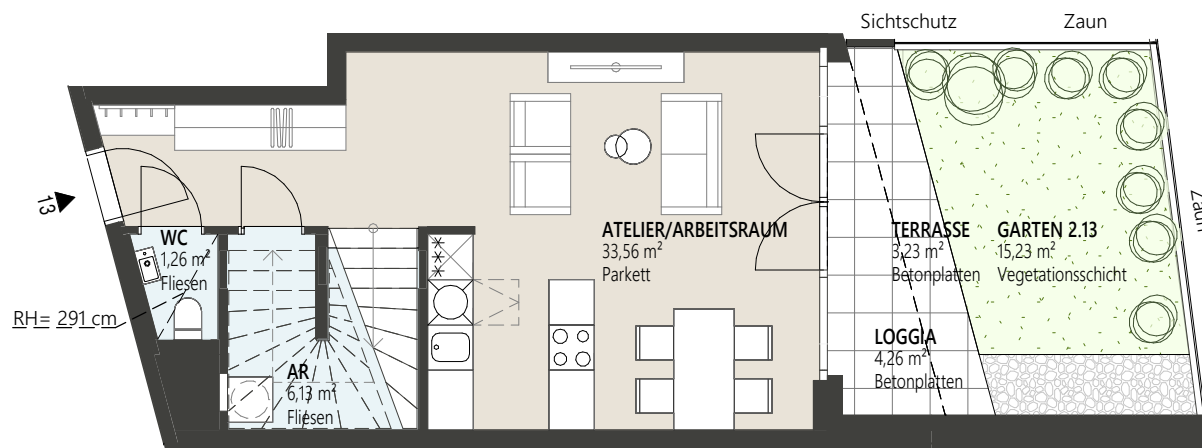 Sichtschutz
Zaun
13
WC
1,26 m²
Fliesen
RH= 291 cm
AR
6,13 m²
Fliesen
ATELIER/ARBEITSRAUM
33,56 m²
Parkett
TERRASSE
3,23 m²
Betonplatten
GARTEN 2.13
15,23 m²
Vegetationsschicht
LOGGIA
4,26 m²
Betonplatten
Zaun